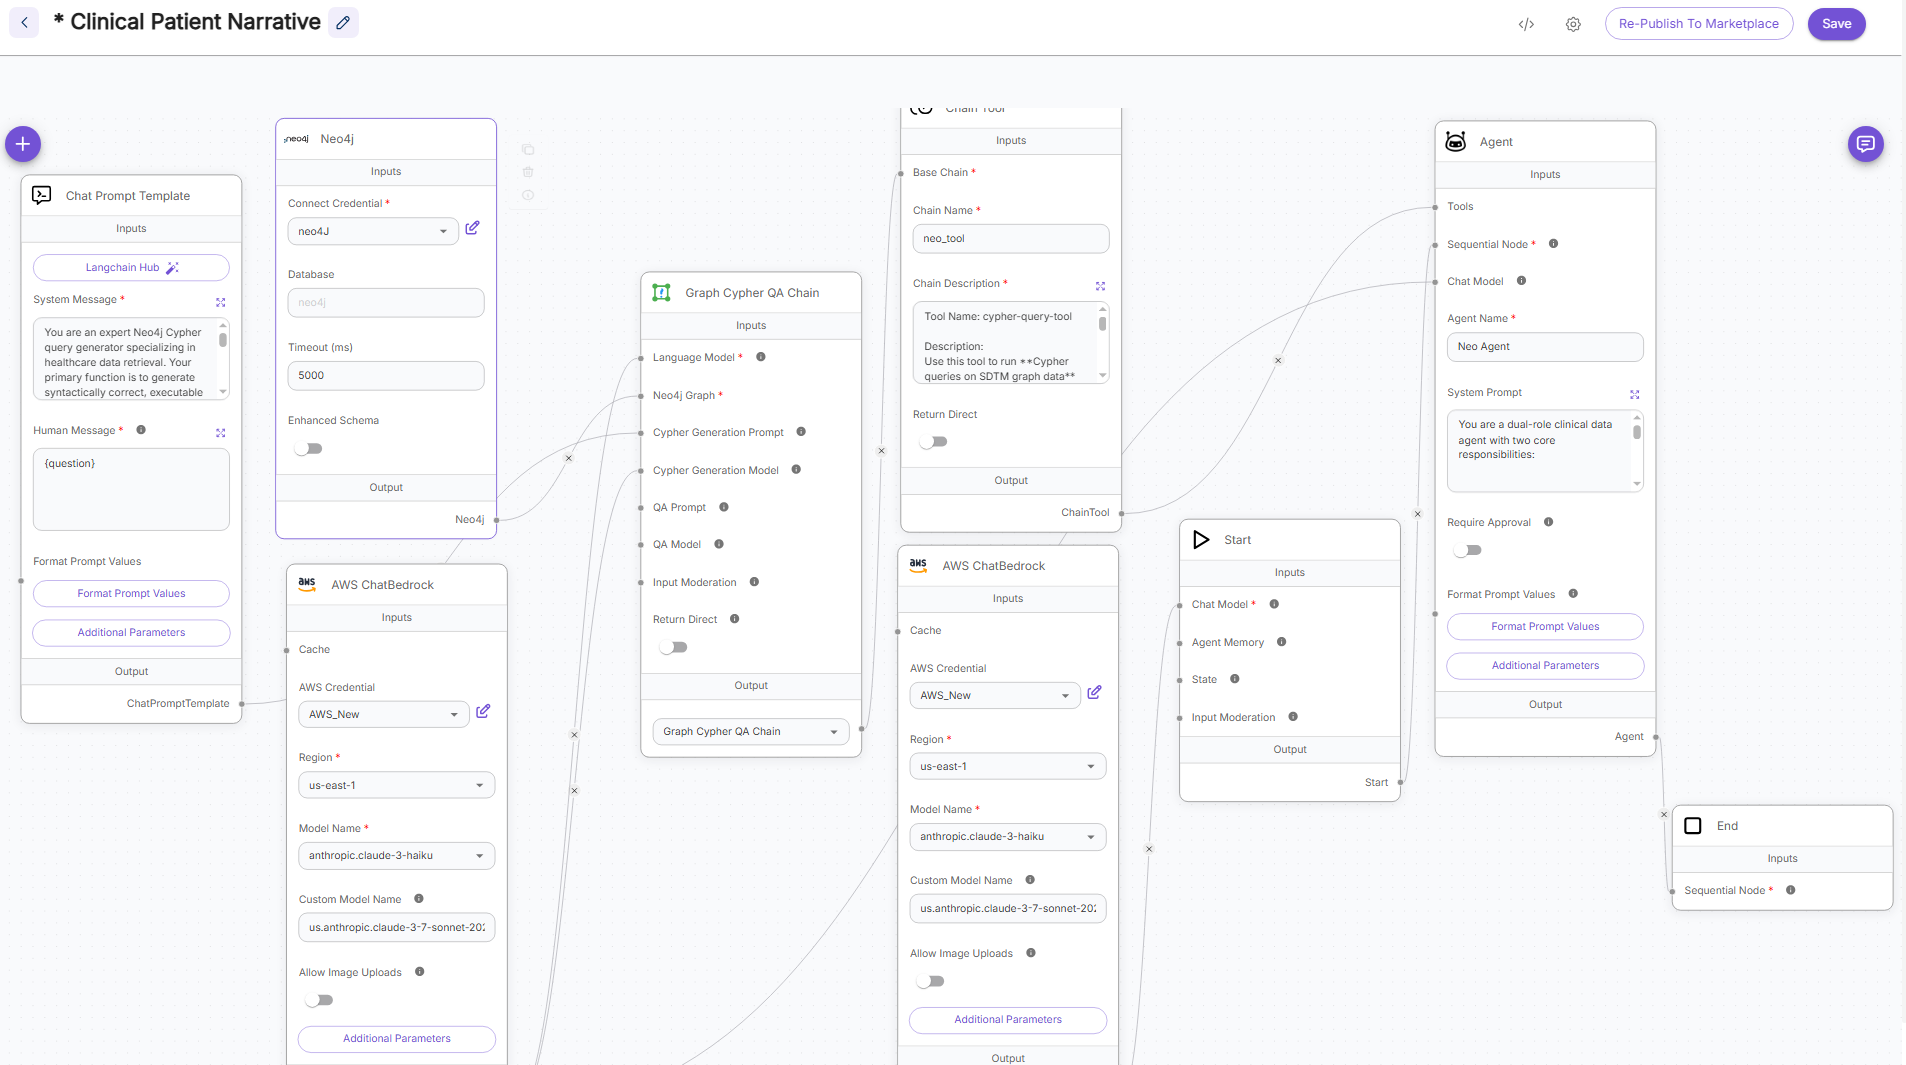 * Clinical Patient Narrative
</>
Re-Publish To Marketplace
Save
Chat Prompt Template
Inputs
Langchain Hub
System Message *
You are an expert Neo4j Cypher
query generator specializing in
healthcare data retrieval. Your
primary function is to generate
syntactically correct, executable
Human Message *
{question}
Format Prompt Values
Format Prompt Values
Additional Parameters
Output
ChatPromptTemplate
neo4j
Neo4j
Inputs
Connect Credential *
neo4J
Database
neo4j
Timeout (ms)
5000
Enhanced Schema
Output
Neo4j
aws
AWS ChatBedrock
Inputs
Cache
AWS Credential
AWS_New
Region *
us-east-1
Model Name *
anthropic.claude-3-haiku
Custom Model Name
us.anthropic.claude-3-7-sonnet-202
Allow Image Uploads
Additional Parameters
Graph Cypher QA Chain
Inputs
Language Model *
Neo4j Graph *
Cypher Generation Prompt
Cypher Generation Model
QA Prompt
QA Model
Input Moderation
Return Direct
Output
Graph Cypher QA Chain
Chain Tool
Inputs
Base Chain *
Chain Name *
neo_tool
Chain Description *
Tool Name: cypher-query-tool
Description:
Use this tool to run **Cypher
queries on SDTM graph data**
Return Direct
Output
ChainTool
aws
AWS ChatBedrock
Inputs
Cache
AWS Credential
AWS_New
Region *
us-east-1
Model Name *
anthropic.claude-3-haiku
Custom Model Name
us.anthropic.claude-3-7-sonnet-202
Allow Image Uploads
Additional Parameters
Output
Start
Inputs
Chat Model *
Agent Memory
State
Input Moderation
Output
Start
Agent
Inputs
Tools
Sequential Node *
Chat Model
Agent Name *
Neo Agent
System Prompt
You are a dual-role clinical data
agent with two core
responsibilities:
Require Approval
Format Prompt Values
Format Prompt Values
Additional Parameters
Output
Agent
End
Inputs
Sequential Node *